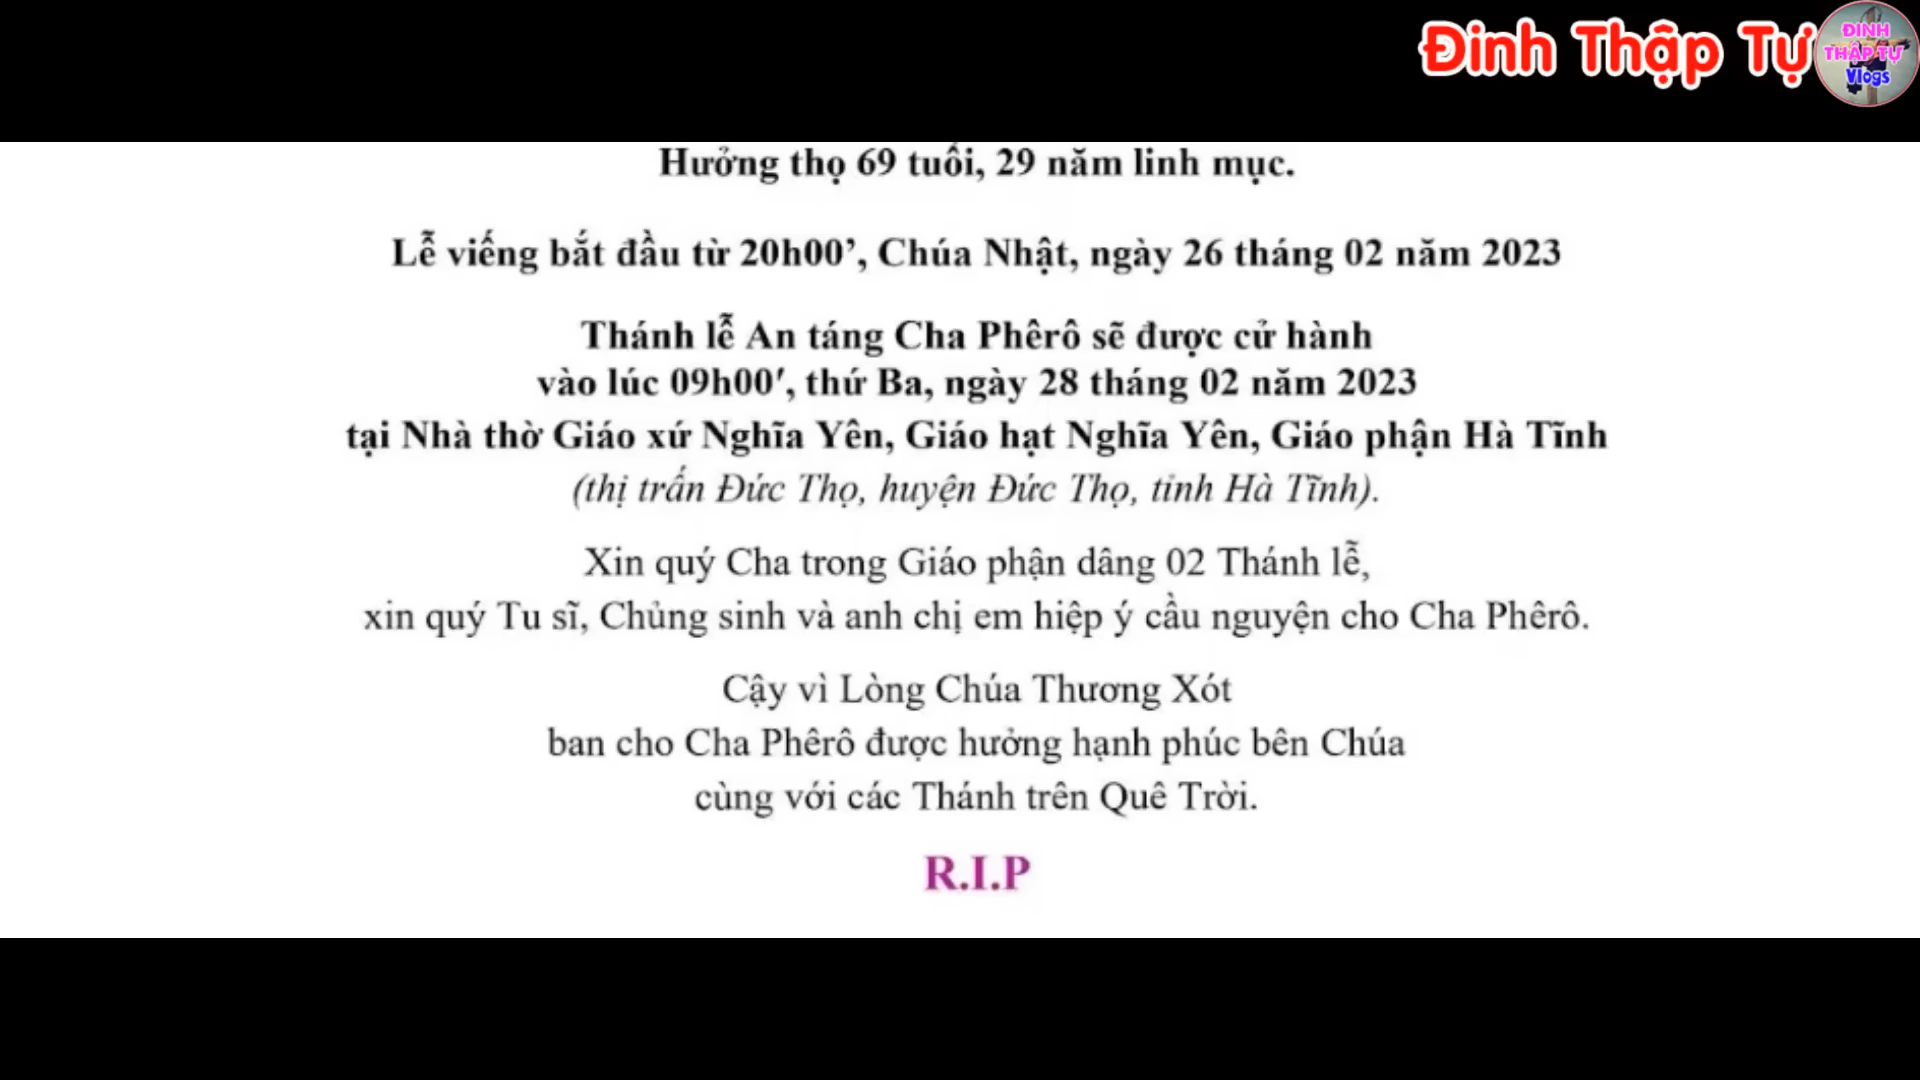 Đinh Thập Tự
ĐINH
THẬP TỰ
Vlogs
Hưởng thọ 69 tuổi, 29 năm linh mục.
Lễ viếng bắt đầu từ 20h00’, Chúa Nhật, ngày 26 tháng 02 năm 2023
Thánh lễ An táng Cha Phêrô sẽ được cử hành
vào lúc 09h00′, thứ Ba, ngày 28 tháng 02 năm 2023
tại Nhà thờ Giáo xứ Nghĩa Yên, Giáo hạt Nghĩa Yên, Giáo phận Hà Tĩnh
(thị trấn Đức Thọ, huyện Đức Thọ, tỉnh Hà Tĩnh).
Xin quý Cha trong Giáo phận dâng 02 Thánh lễ,
xin quý Tu sĩ, Chủng sinh và anh chị em hiệp ý cầu nguyện cho Cha Phêrô.
Cậy vì Lòng Chúa Thương Xót
ban cho Cha Phêrô được hưởng hạnh phúc bên Chúa
cùng với các Thánh trên Quê Trời.
R.I.P